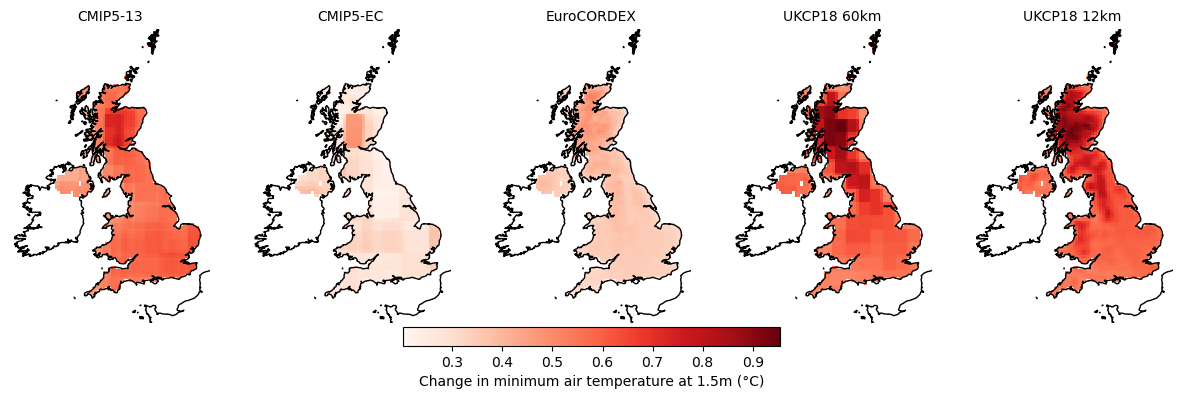 CMIP5-13
CMIP5-EC
EuroCORDEX
UKCP18 60km
UKCP18 12km
0.3 0.4 0.5 0.6 0.7 0.8 0.9
Change in minimum air temperature at 1.5m (°C)